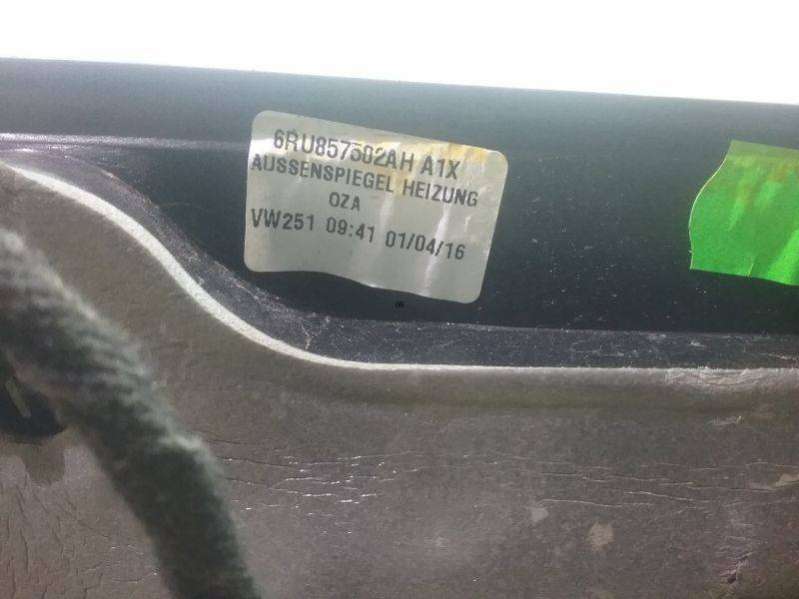 6RU857502AH A1X
AUSSENSPIEGEL HEIZUNG
OZA
VW251 09:41 01/04/16